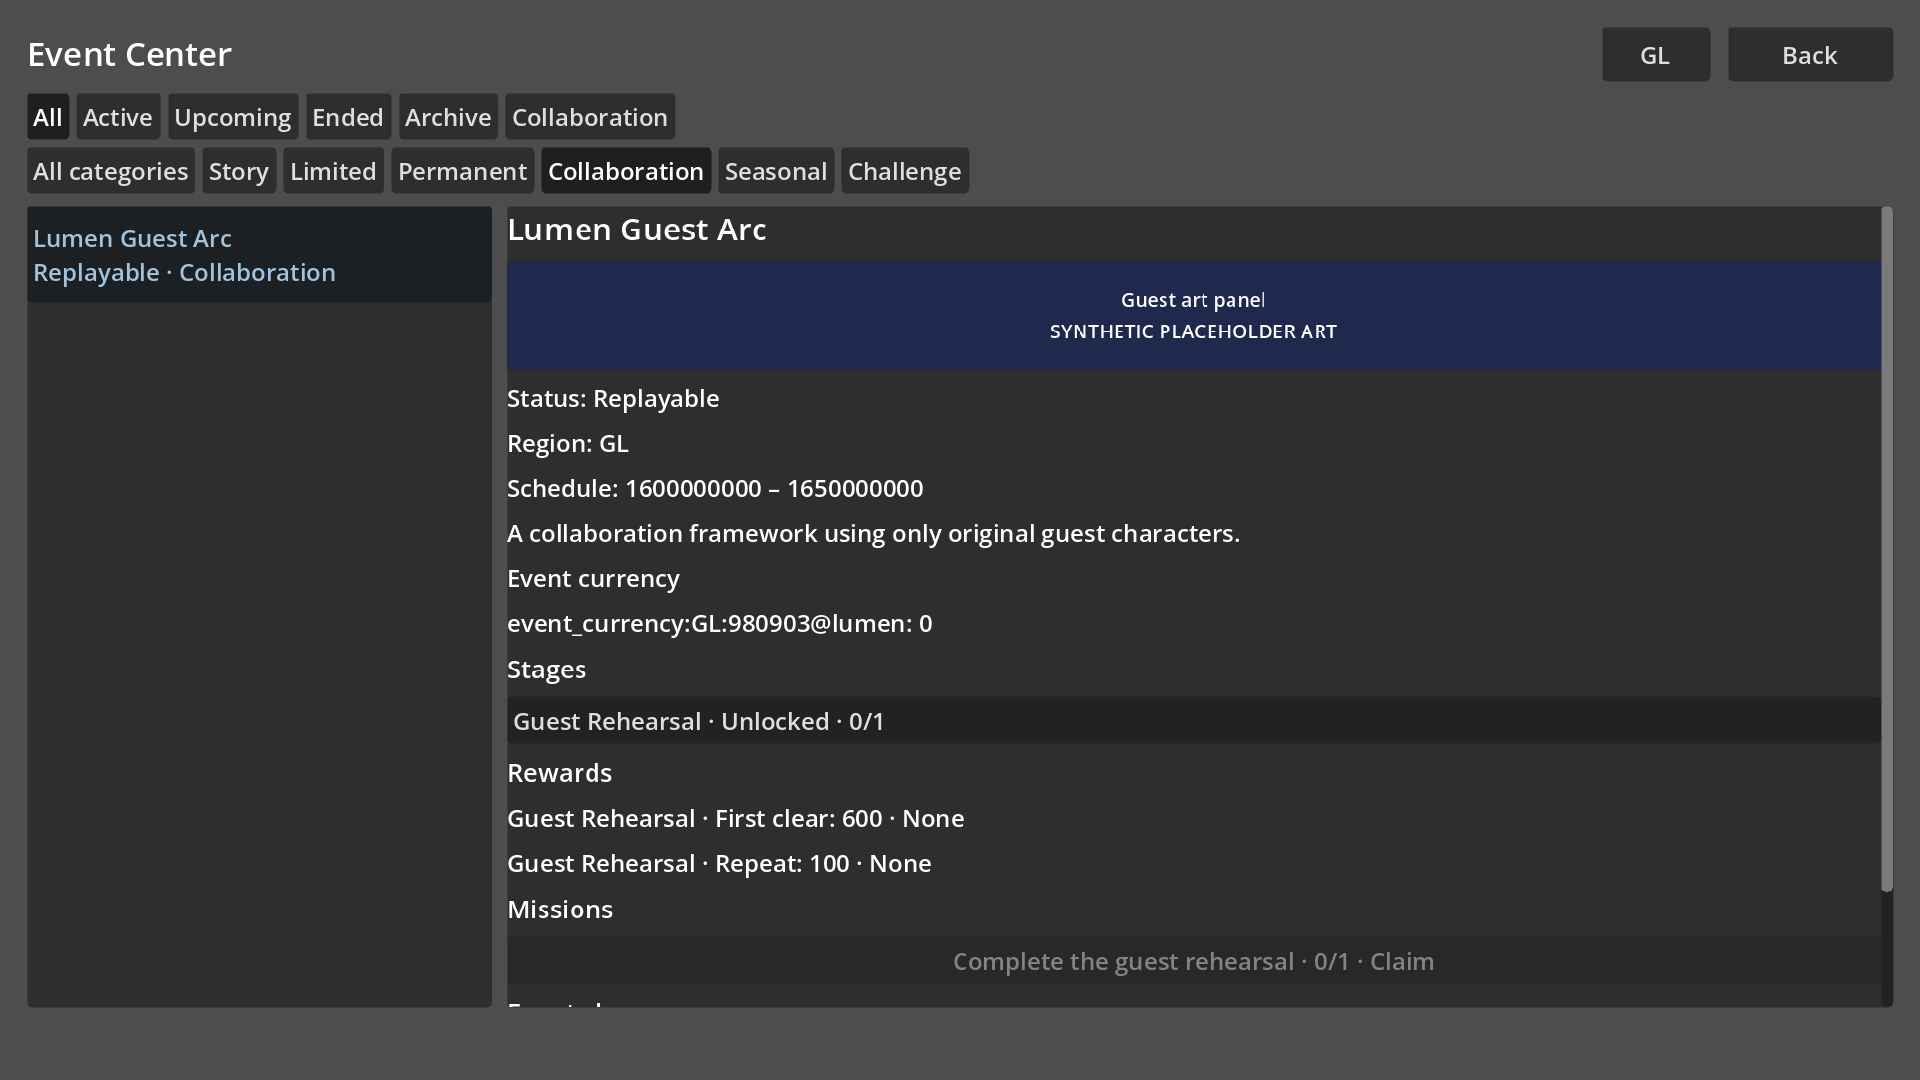 Event Center
GL
Back
All
Active
Upcoming
Ended
Archive
Collaboration
All categories
Story
Limited
Permanent
Collaboration
Seasonal
Challenge
Lumen Guest Arc
Replayable · Collaboration
Lumen Guest Arc
Guest art panel
SYNTHETIC PLACEHOLDER ART
Status: Replayable
Region: GL
Schedule: 1600000000 – 1650000000
A collaboration framework using only original guest characters.
Event currency
event_currency:GL:980903@lumen: 0
Stages
Guest Rehearsal · Unlocked · 0/1
Rewards
Guest Rehearsal · First clear: 600 · None
Guest Rehearsal · Repeat: 100 · None
Missions
Complete the guest rehearsal · 0/1 · Claim